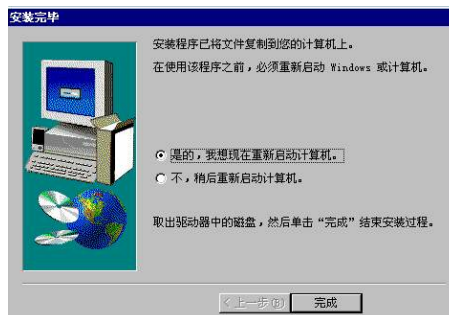 安装完毕
安装程序已将文件复制到您的计算机上。
在使用该程序之前，必须重新启动 Windows 或计算机。
是的，我想现在重新启动计算机。
不，稍后重新启动计算机。
取出驱动器中的磁盘，然后单击“完成”结束安装过程。
<上一步(B) 完成